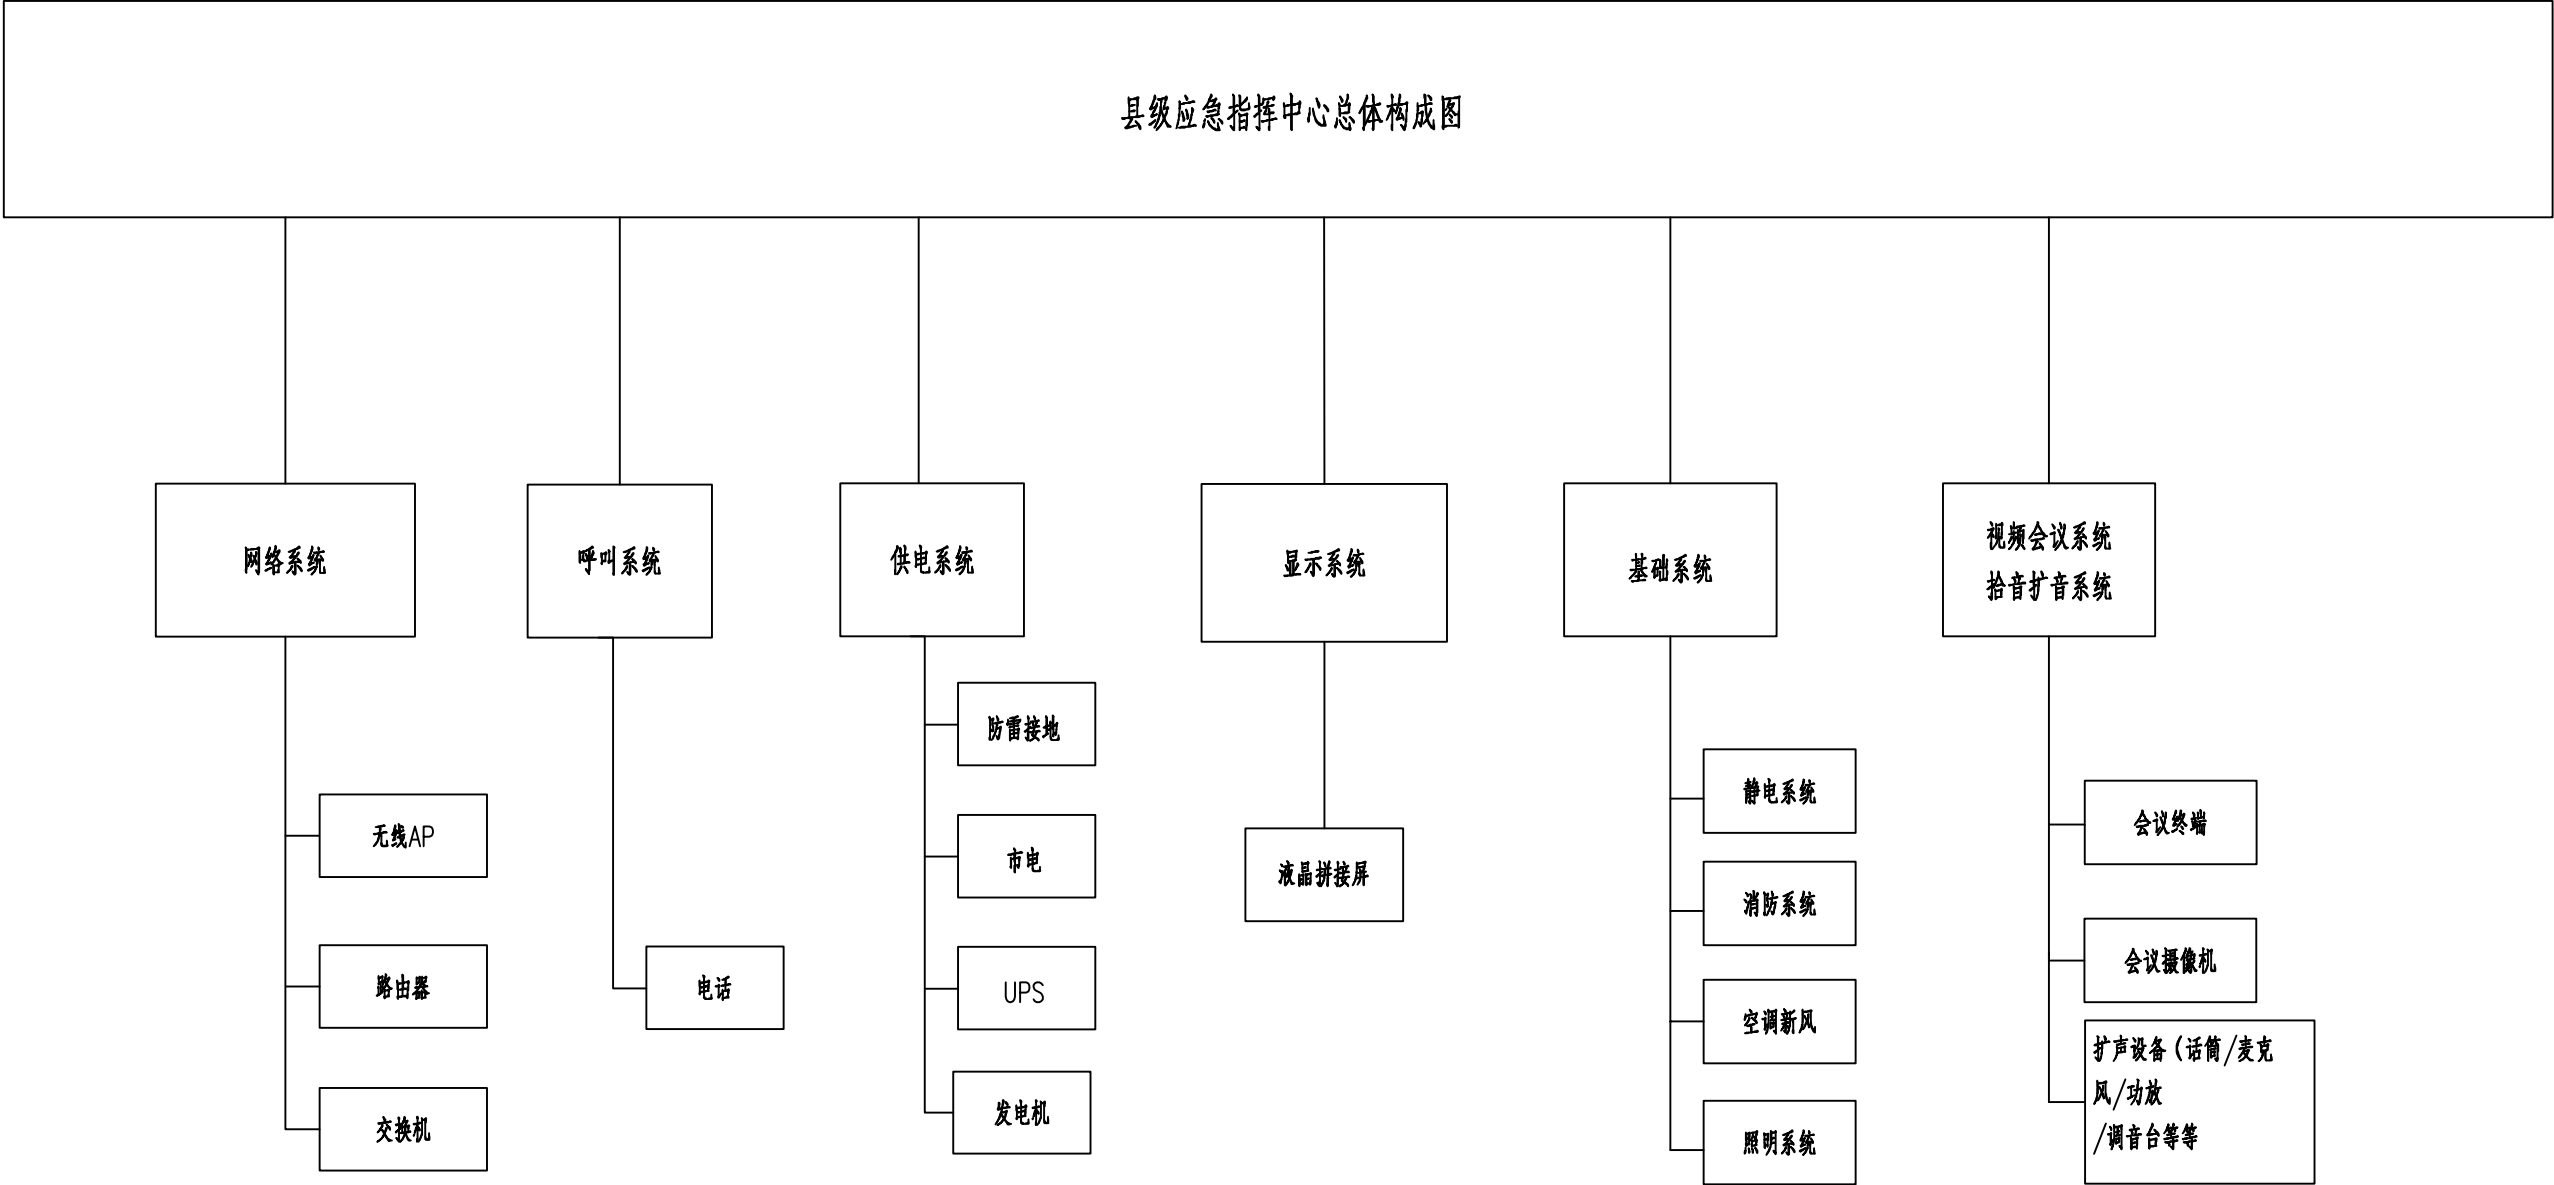 县级应急指挥中心总体构成图
网络系统
呼叫系统
供电系统
显示系统
基础系统
视频会议系统
拾音扩音系统
无线AP
路由器
交换机
电话
防雷接地
市电
UPS
发电机
液晶拼接屏
静电系统
消防系统
空调新风
照明系统
会议终端
会议摄像机
扩声设备（话筒/麦克
风/功放
/调音台等等